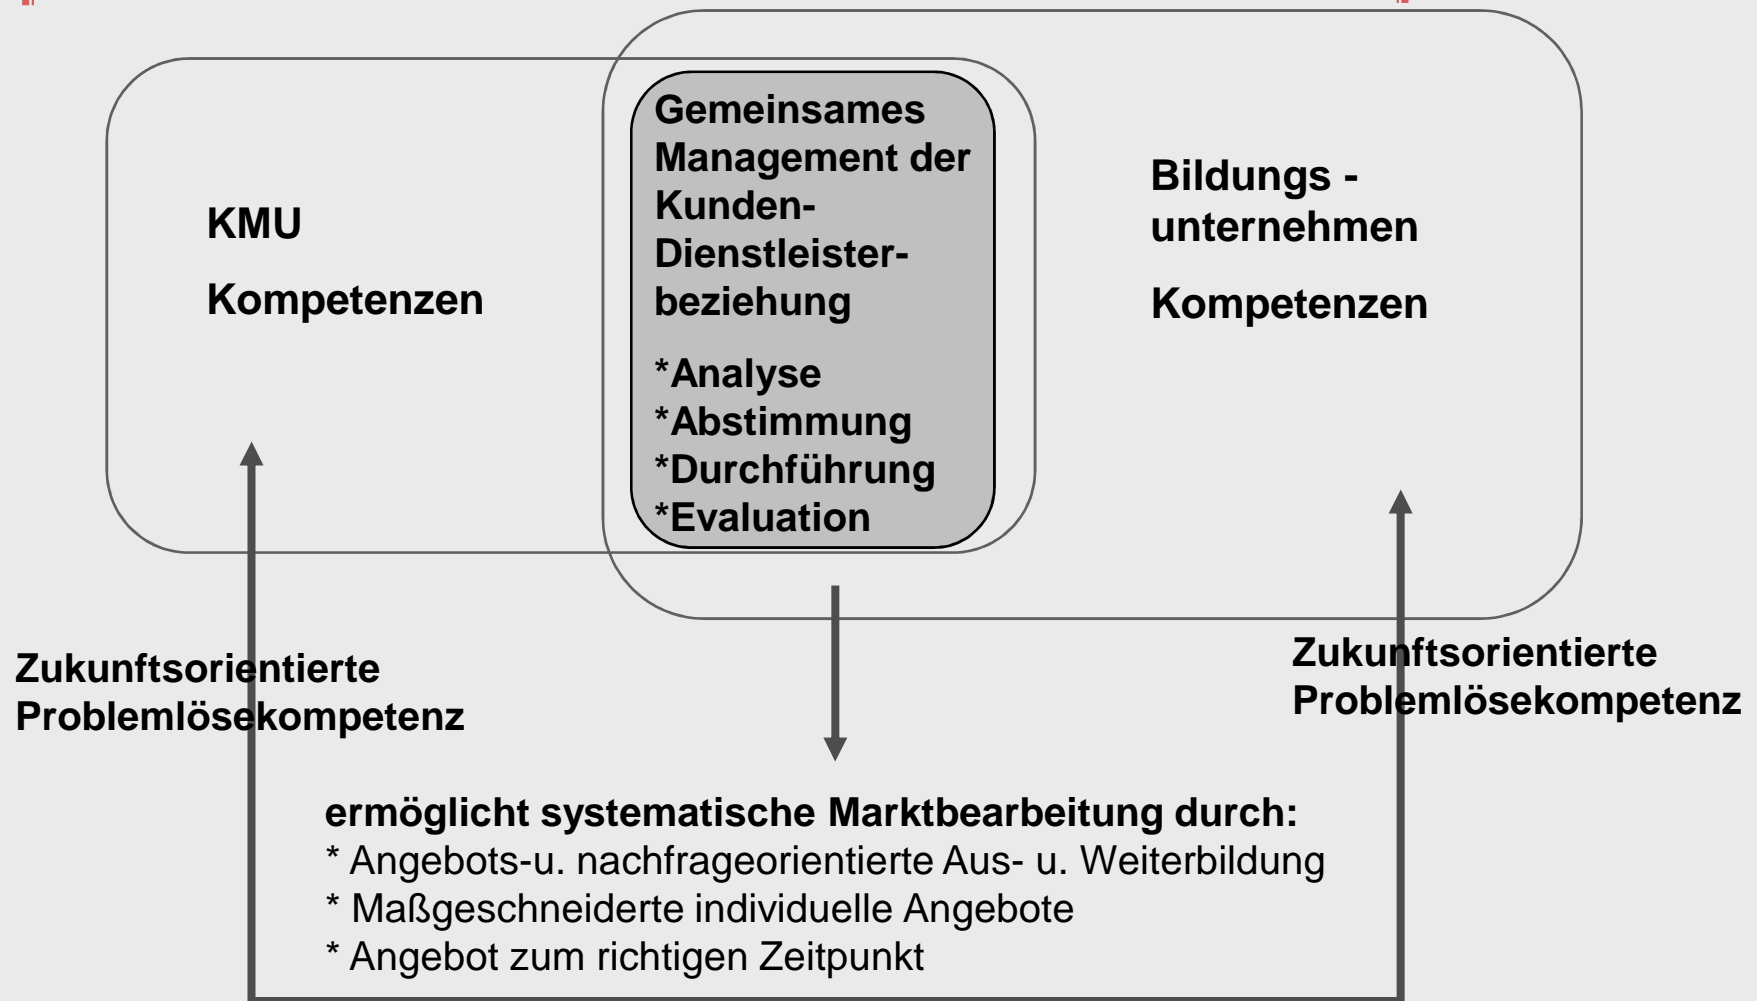 KMU
Kompetenzen
Gemeinsames
Management der
Kunden-
Dienstleister-
beziehung
*Analyse
*Abstimmung
*Durchführung
*Evaluation
Bildungs -
unternehmen
Kompetenzen
Zukunftsorientierte
Problemlösekompetenz
Zukunftsorientierte
Problemlösekompetenz
ermöglicht systematische Marktbearbeitung durch:
* Angebots-u. nachfrageorientierte Aus- u. Weiterbildung
* Maßgeschneiderte individuelle Angebote
* Angebot zum richtigen Zeitpunkt